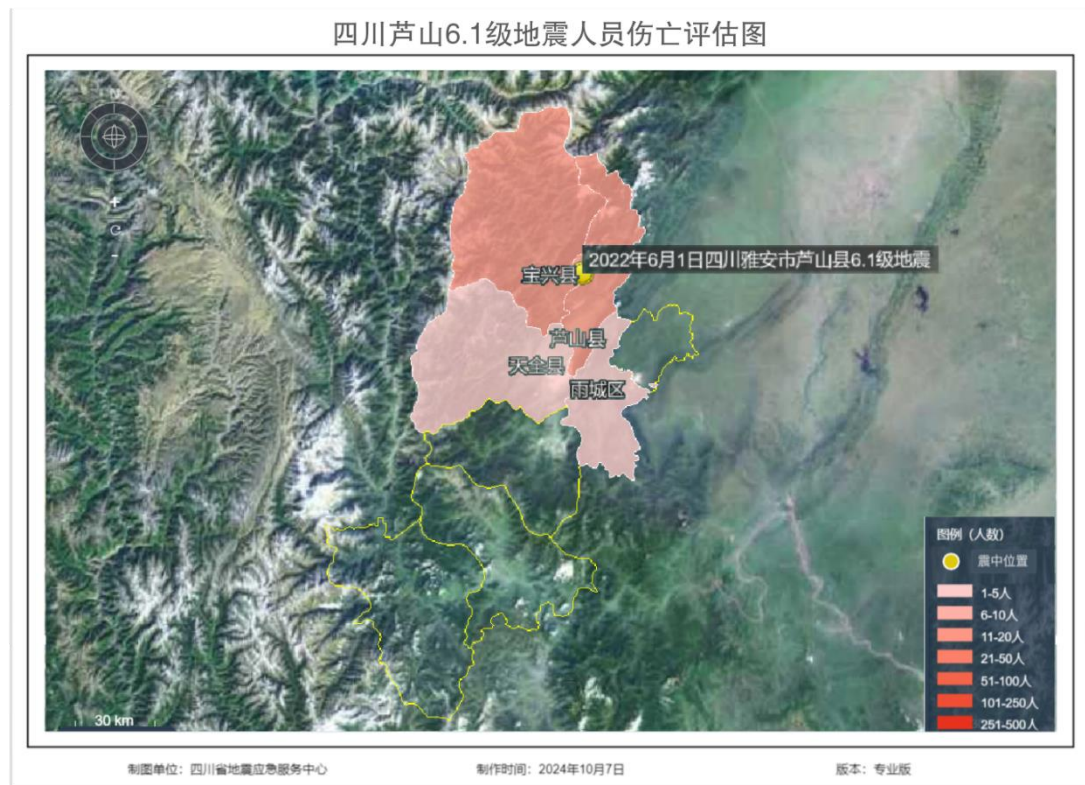 四川芦山6.1级地震人员伤亡评估图
N
+
-
2022年6月1日四川雅安市芦山县6.1级地震
宝兴县
芦山县
天全县
雨城区
图例（人数）
震中位置
1-5人
6-10人
11-20人
21-50人
51-100人
101-250人
251-500人
30 km
制图单位：四川省地震应急服务中心
制作时间：2024年10月7日
版本：专业版